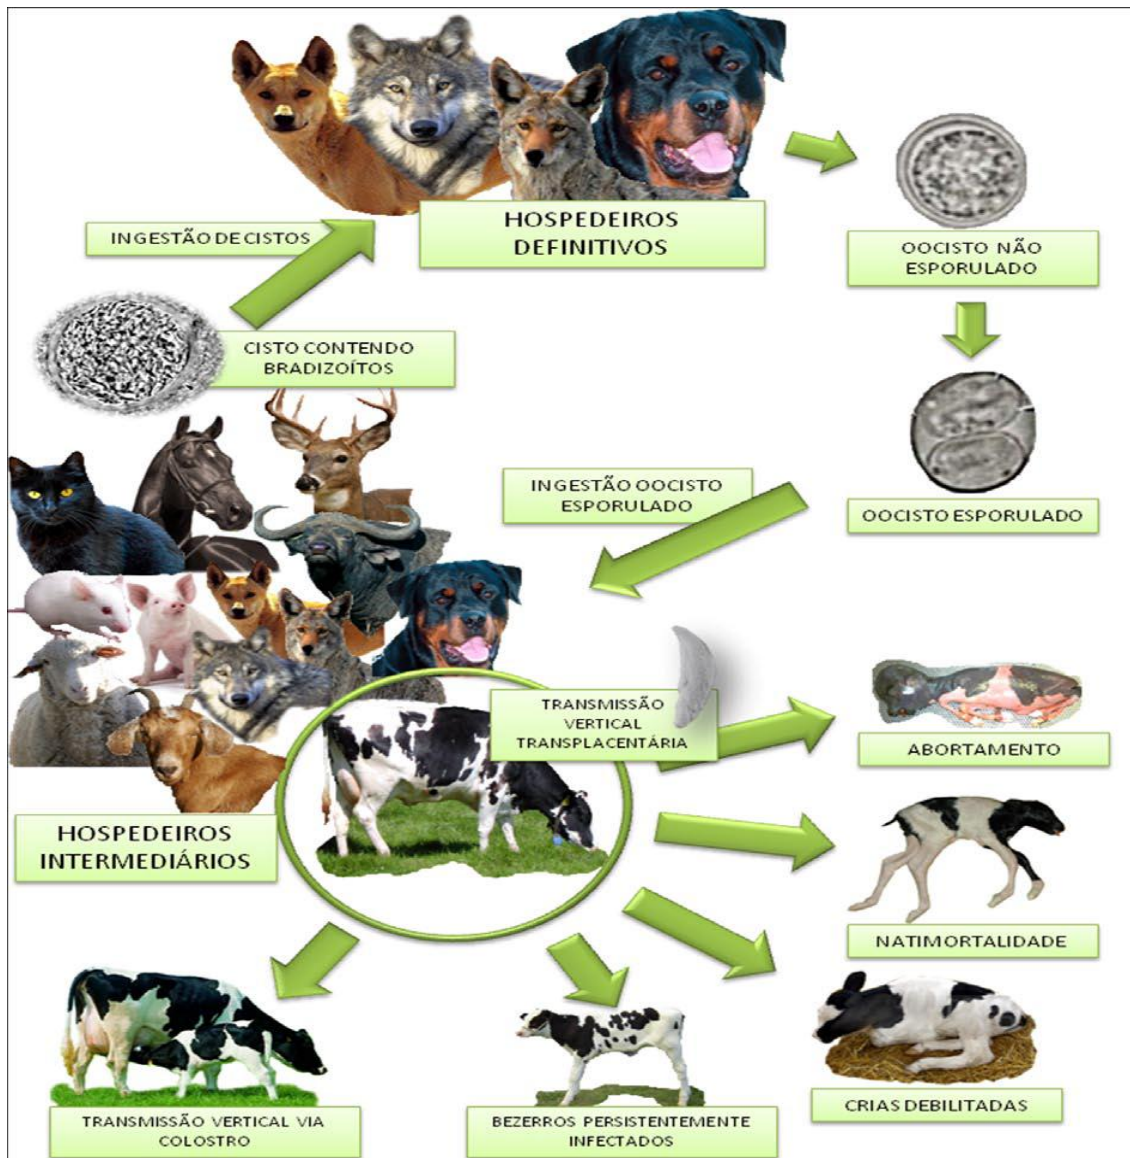 HOSPEDEIROS
DEFINITIVOS
INGESTÃO DE CISTOS
OOCISTO NÃO
ESPORULADO
CISTO CONTENDO
BRADIZOÍTOS
INGESTÃO OOCISTO
ESPORULADO
OOCISTO ESPORULADO
TRANSMISSÃO
VERTICAL
TRANSPLACENTÁRIA
ABORTAMENTO
HOSPEDEIROS
INTERMEDIÁRIOS
NATIMORTALIDADE
CRIAS DEBILITADAS
TRANSMISSÃO VERTICAL VIA
COLOSTRO
BEZERROS PERSISTENTEMENTE
INFECTADOS